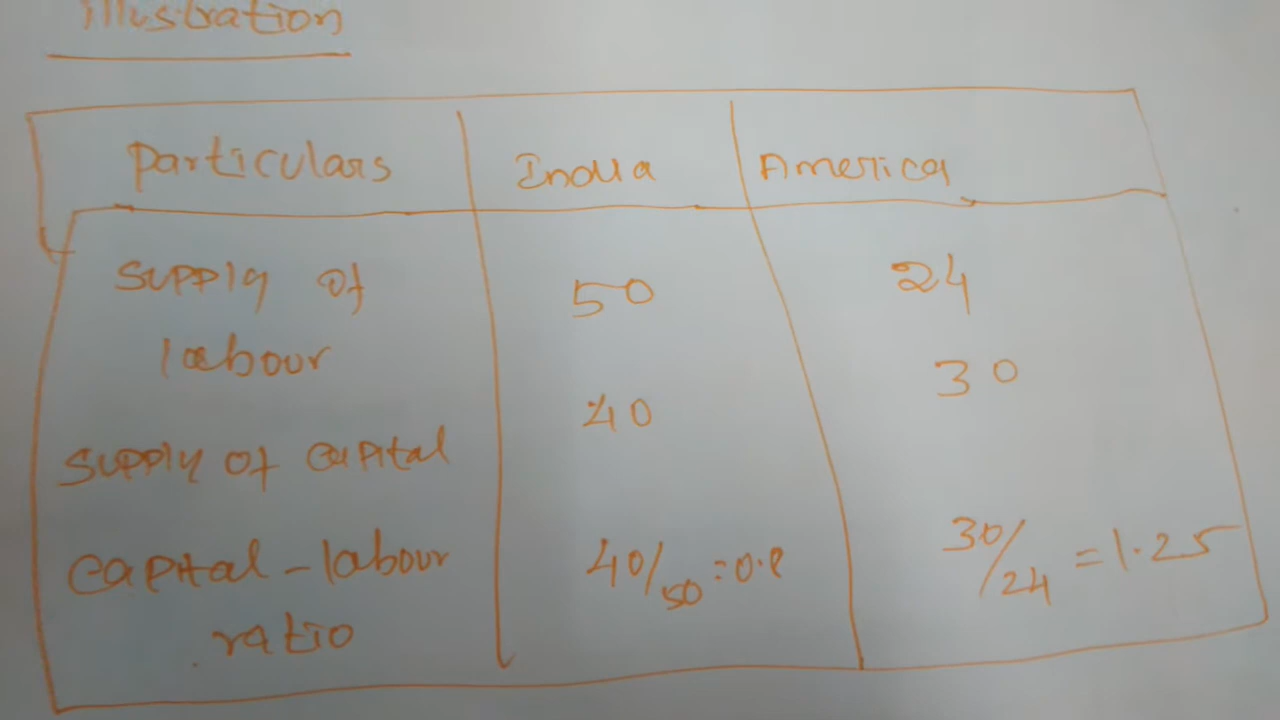 illustration
Particulars India America
Supply of 50 24
labour 30
40
Supply of capital
Capital-labour 40/50=0.8 30/24=1.25
ratio